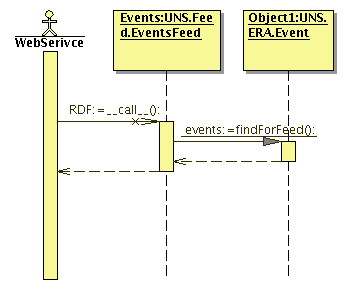 Events:UNS.Fee
d.EventsFeed
Object1:UNS.
ERA.Event
WebSerivce
RDF:=__call__():
events:=findForFeed():